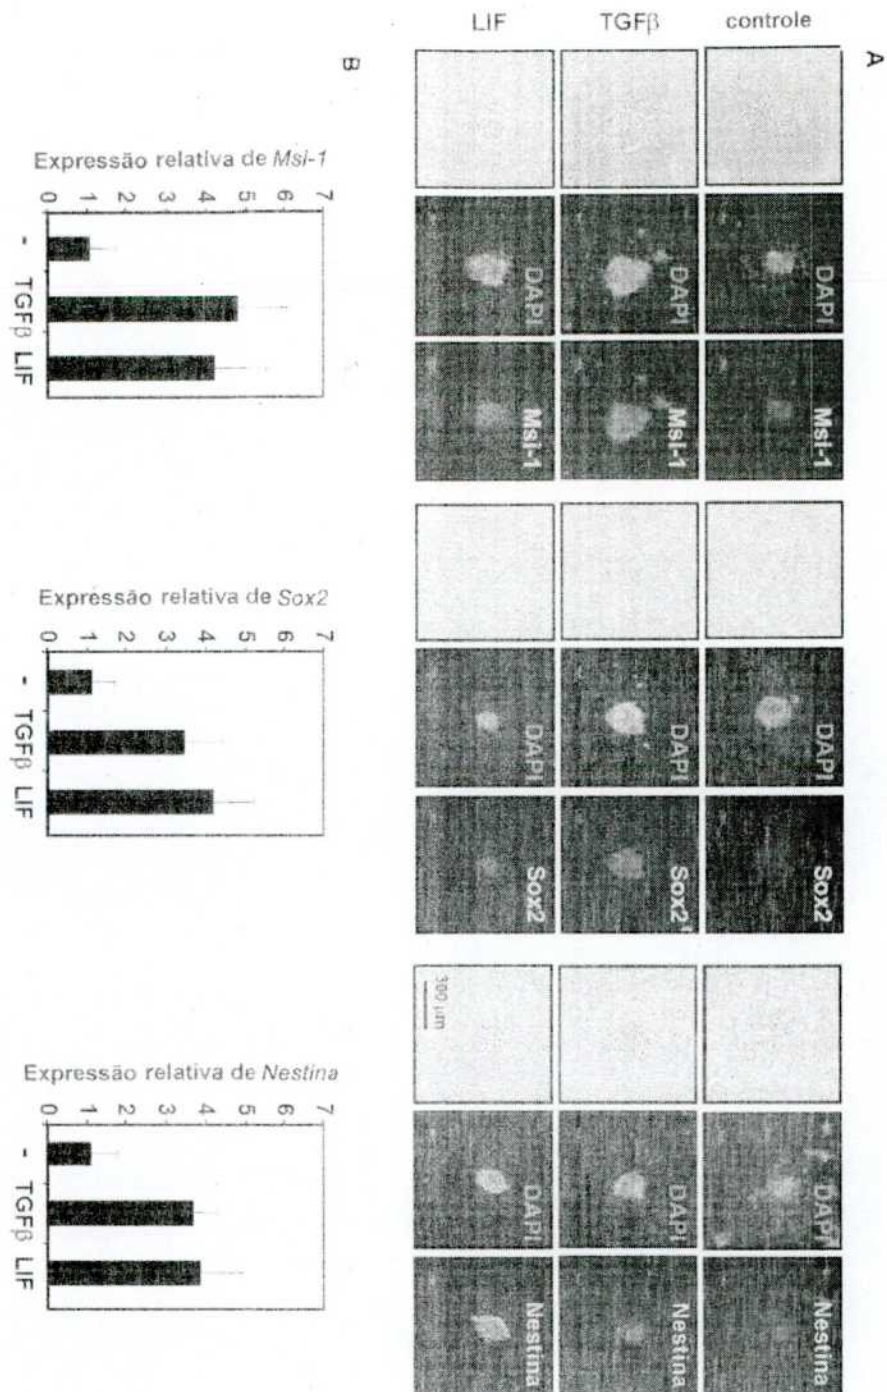 A
controle
TGFβ
LIF
DAPI
Msi-1
DAPI
Sox2
DAPI
Nestina
DAPI
Msi-1
DAPI
Sox2
DAPI
Nestina
DAPI
Msi-1
DAPI
Sox2
DAPI
Nestina
300 µm
B
Expressão relativa de Msi-1
7
6
5
4
3
2
1
0
- TGFβ LIF
Expressão relativa de Sox2
7
6
5
4
3
2
1
0
- TGFβ LIF
Expressão relativa de Nestina
7
6
5
4
3
2
1
0
- TGFβ LIF